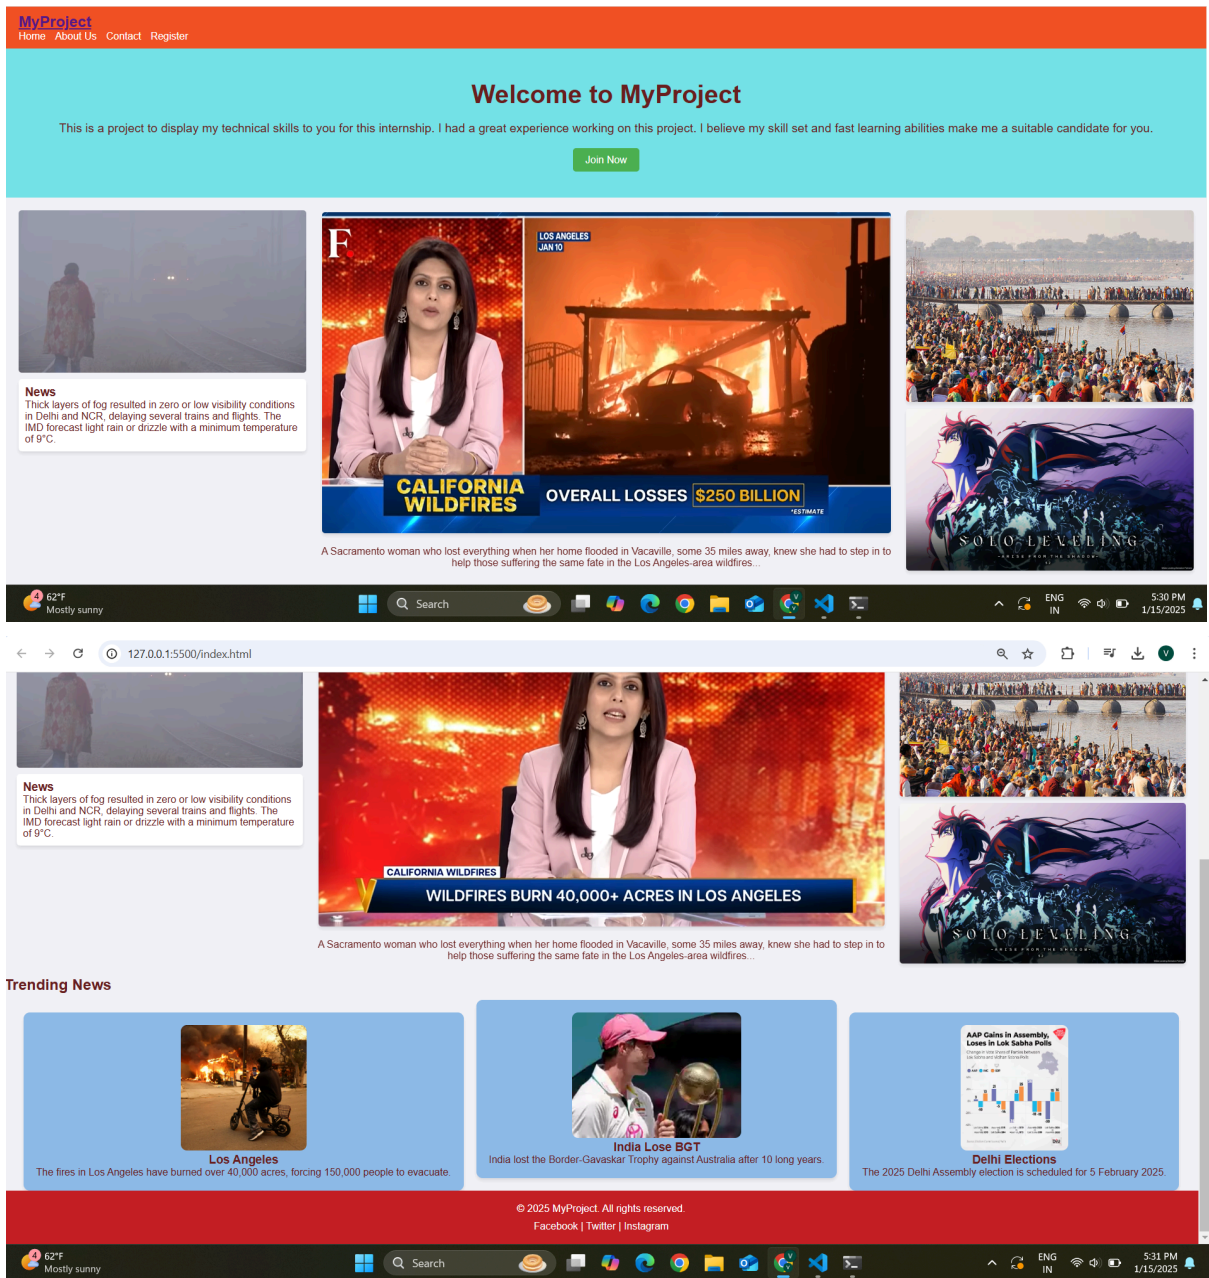 MyProject
Home About Us Contact Register
Welcome to MyProject
This is a project to display my technical skills to you for this internship. I had a great experience working on this project. I believe my skill set and fast learning abilities make me a suitable candidate for you.
Join Now
News
Thick layers of fog resulted in zero or low visibility conditions
in Delhi and NCR, delaying several trains and flights. The
IMD forecast light rain or drizzle with a minimum temperature
of 9°C.
F
LOS ANGELES
JAN 10
CALIFORNIA
WILDFIRES
OVERALL LOSSES $250 BILLION
*ESTIMATE
A Sacramento woman who lost everything when her home flooded in Vacaville, some 35 miles away, knew she had to step in to
help those suffering the same fate in the Los Angeles-area wildfires...
SOLO LEVELING
-ARISE FROM THE SHADOW-
4
62°F
Mostly sunny
Search
ENG
IN
5:30 PM
1/15/2025
127.0.0.1:5500/index.html
V
News
Thick layers of fog resulted in zero or low visibility conditions
in Delhi and NCR, delaying several trains and flights. The
IMD forecast light rain or drizzle with a minimum temperature
of 9°C.
CALIFORNIA WILDFIRES
WILDFIRES BURN 40,000+ ACRES IN LOS ANGELES
A Sacramento woman who lost everything when her home flooded in Vacaville, some 35 miles away, knew she had to step in to
help those suffering the same fate in the Los Angeles-area wildfires...
SOLO LEVELING
-ARISE FROM THE SHADOW-
Trending News
Los Angeles
The fires in Los Angeles have burned over 40,000 acres, forcing 150,000 people to evacuate.
India Lose BGT
India lost the Border-Gavaskar Trophy against Australia after 10 long years.
AAP Gains in Assembly,
Loses in Lok Sabha Polls
Delhi Elections
The 2025 Delhi Assembly election is scheduled for 5 February 2025.
© 2025 MyProject. All rights reserved.
Facebook | Twitter | Instagram
4
62°F
Mostly sunny
Search
ENG
IN
5:31 PM
1/15/2025